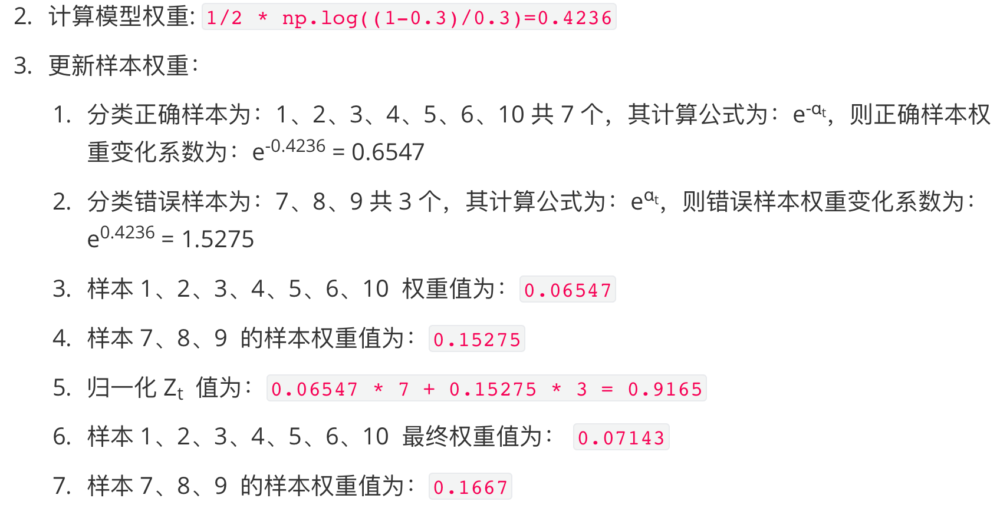 2. 计算模型权重: 1/2 * np.log((1-0.3)/0.3)=0.4236
3. 更新样本权重：
1. 分类正确样本为：1、2、3、4、5、6、10 共 7 个，其计算公式为：e^-αt，则正确样本权
重变化系数为：e^-0.4236 = 0.6547
2. 分类错误样本为：7、8、9 共 3 个，其计算公式为：e^αt，则错误样本权重变化系数为：
e^0.4236 = 1.5275
3. 样本 1、2、3、4、5、6、10 权重值为： 0.06547
4. 样本 7、8、9 的样本权重值为： 0.15275
5. 归一化 Zt 值为： 0.06547 * 7 + 0.15275 * 3 = 0.9165
6. 样本 1、2、3、4、5、6、10 最终权重值为： 0.07143
7. 样本 7、8、9 的样本权重值为： 0.1667